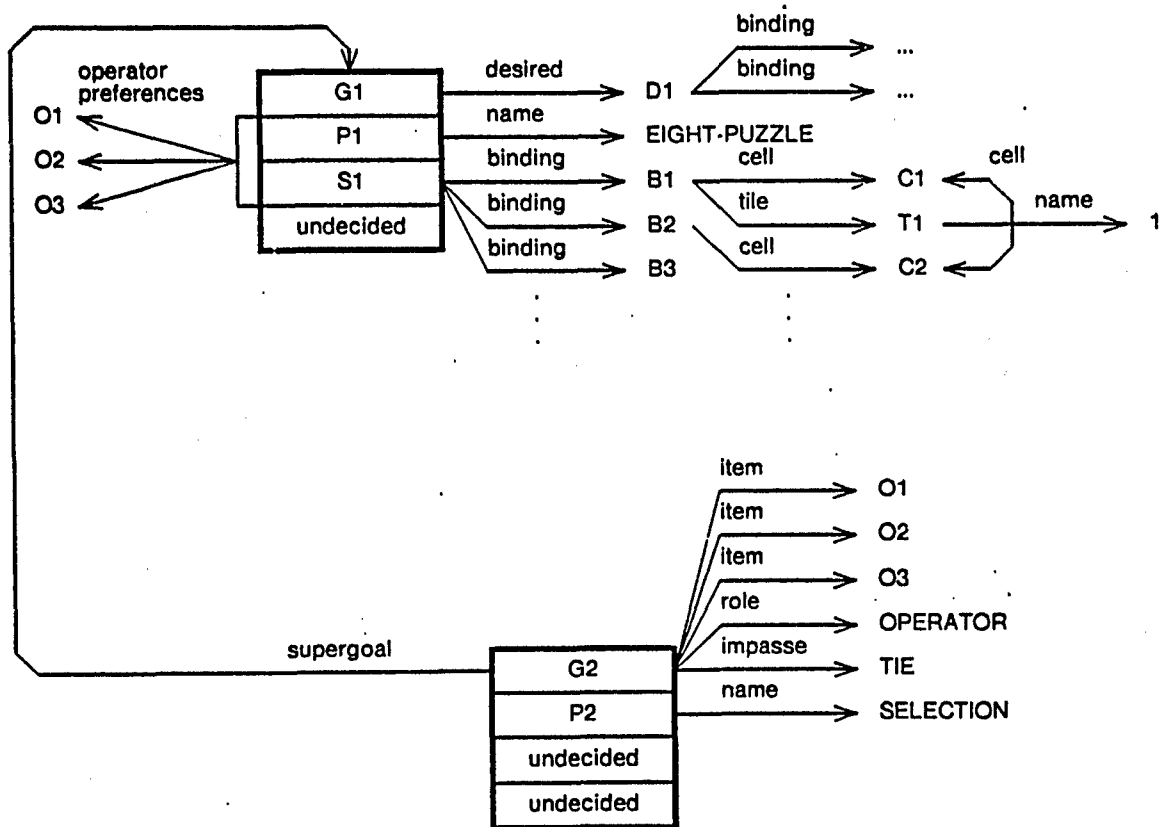 binding
...
binding
...
operator
preferences
O1
O2
O3
G1
P1
S1
undecided
desired
D1
name
EIGHT-PUZZLE
binding
B1
binding
B2
binding
B3
cell
C1
tile
T1
cell
C2
cell
name
1
item
O1
item
O2
item
O3
role
OPERATOR
impasse
TIE
name
SELECTION
supergoal
G2
P2
undecided
undecided